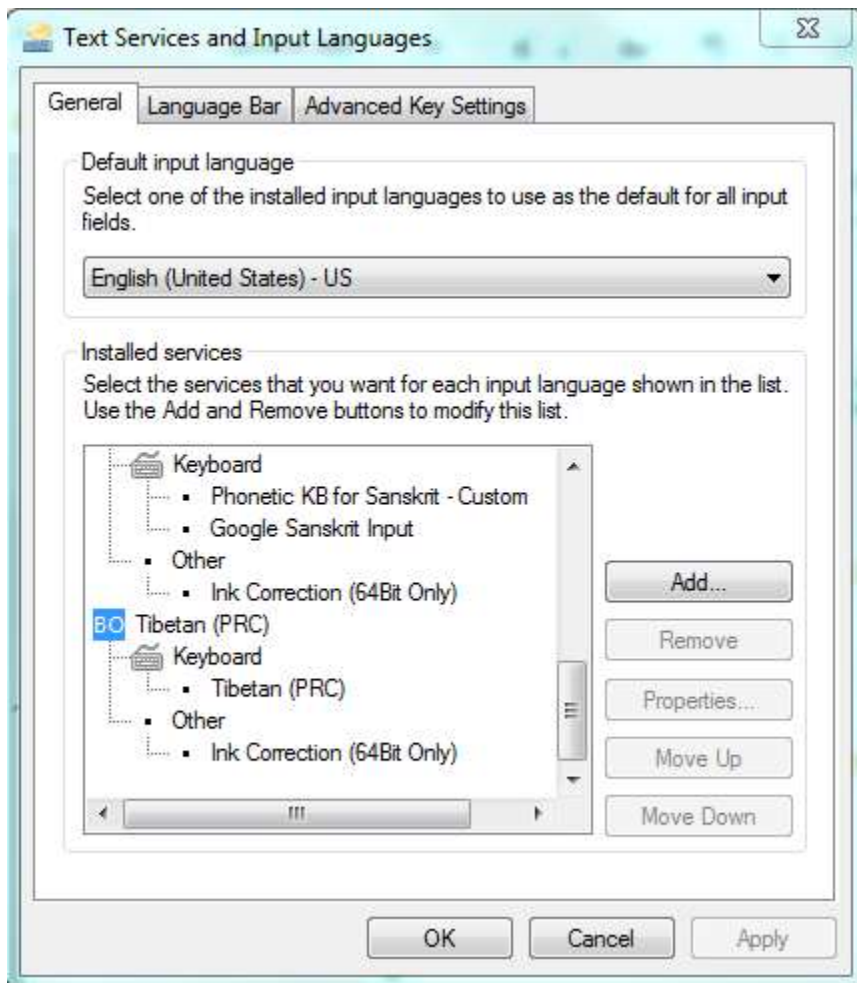 Text Services and Input Languages
General
Language Bar
Advanced Key Settings
Default input language
Select one of the installed input languages to use as the default for all input
fields.
English (United States) - US
Installed services
Select the services that you want for each input language shown in the list.
Use the Add and Remove buttons to modify this list.
Keyboard
Phonetic KB for Sanskrit - Custom
Google Sanskrit Input
Other
Ink Correction (64Bit Only)
BO Tibetan (PRC)
Keyboard
Tibetan (PRC)
Other
Ink Correction (64Bit Only)
Add...
Remove
Properties...
Move Up
Move Down
OK
Cancel
Apply